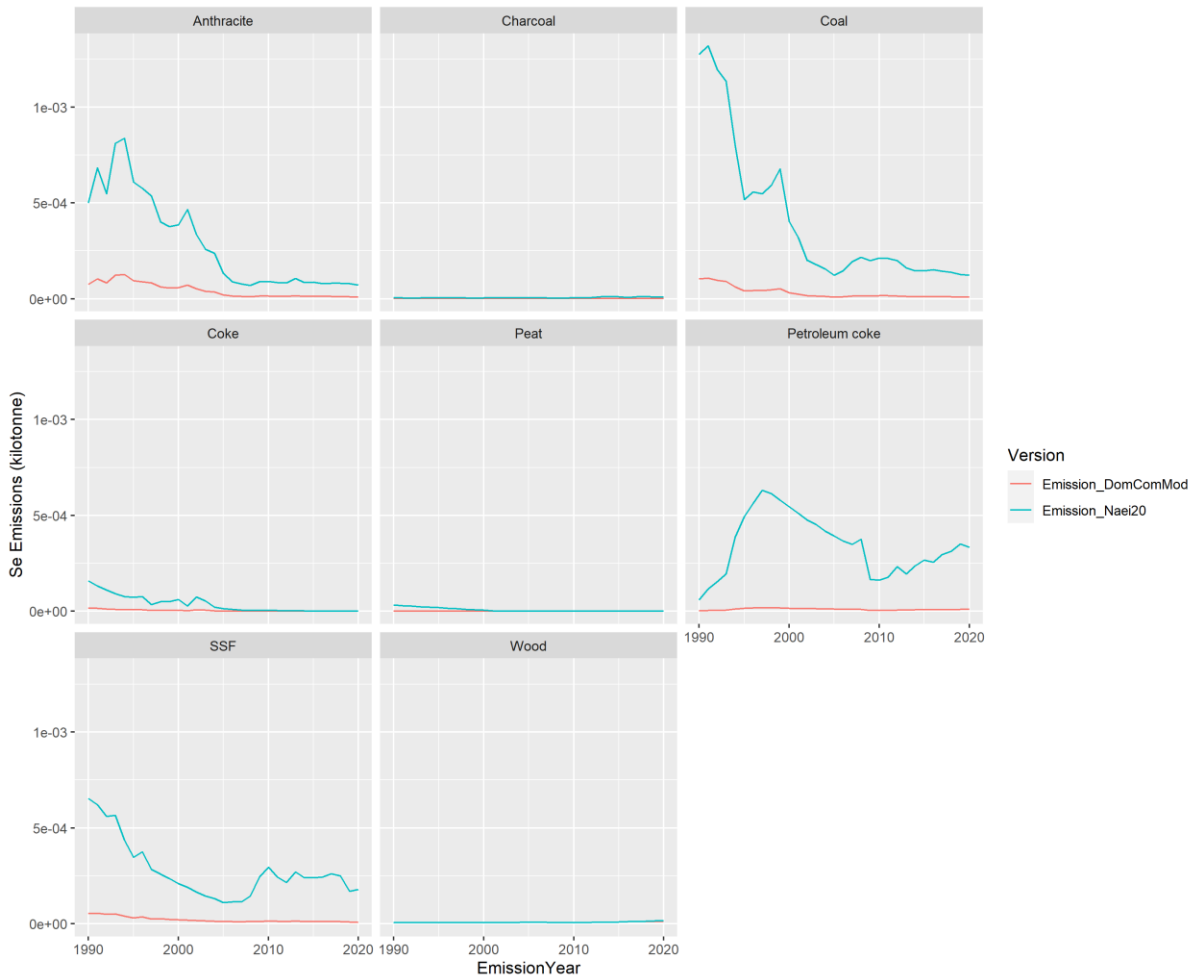 Anthracite
Charcoal
Coal
1e-03
5e-04
0e+00
Coke
Peat
Petroleum coke
1e-03
5e-04
0e+00
1990
2000
2010
2020
SSF
Wood
1e-03
5e-04
0e+00
1990
2000
2010
2020
1990
2000
2010
2020
EmissionYear
Se Emissions (kilotonne)
Version
Emission_DomComMod
Emission_Naei20